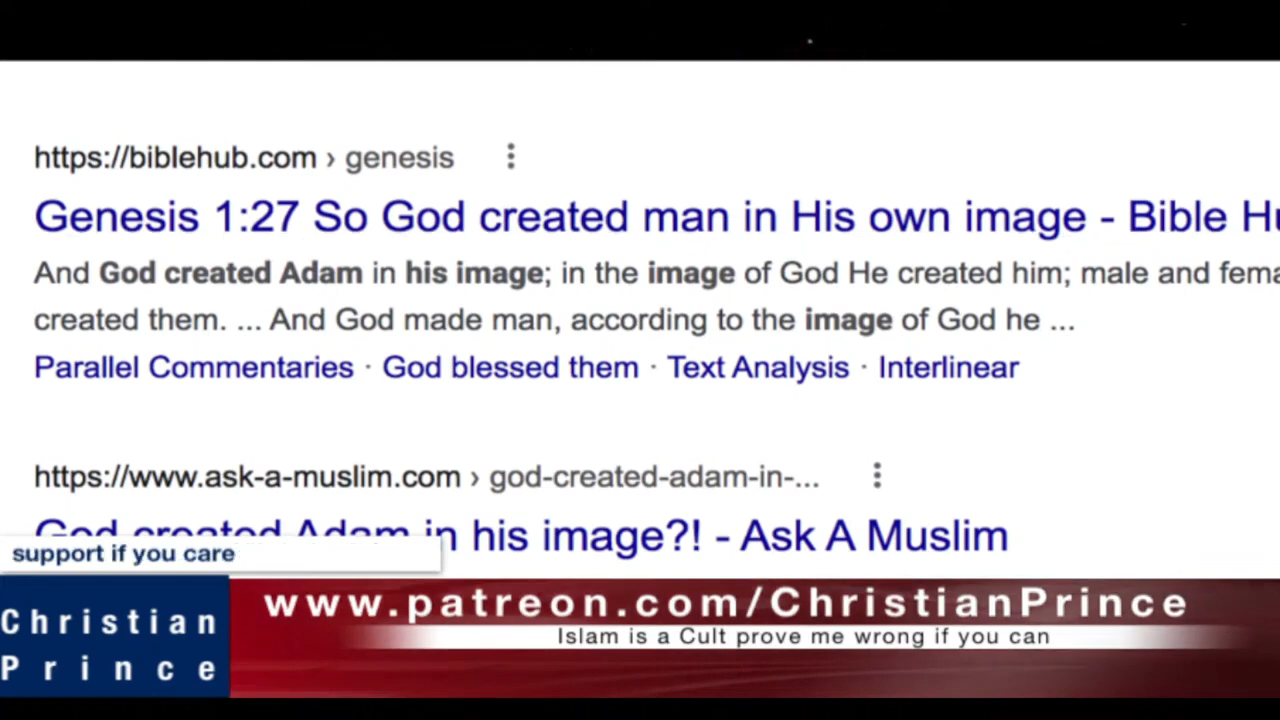 https://biblehub.com › genesis
Genesis 1:27 So God created man in His own image - Bible Hu
And God created Adam in his image; in the image of God He created him; male and fema
created them. ... And God made man, according to the image of God he ...
Parallel Commentaries · God blessed them · Text Analysis · Interlinear
https://www.ask-a-muslim.com › god-created-adam-in-...
God created Adam in his image?! - Ask A Muslim
support if you care
Christian
Prince
www.patreon.com/ChristianPrince
Islam is a Cult prove me wrong if you can